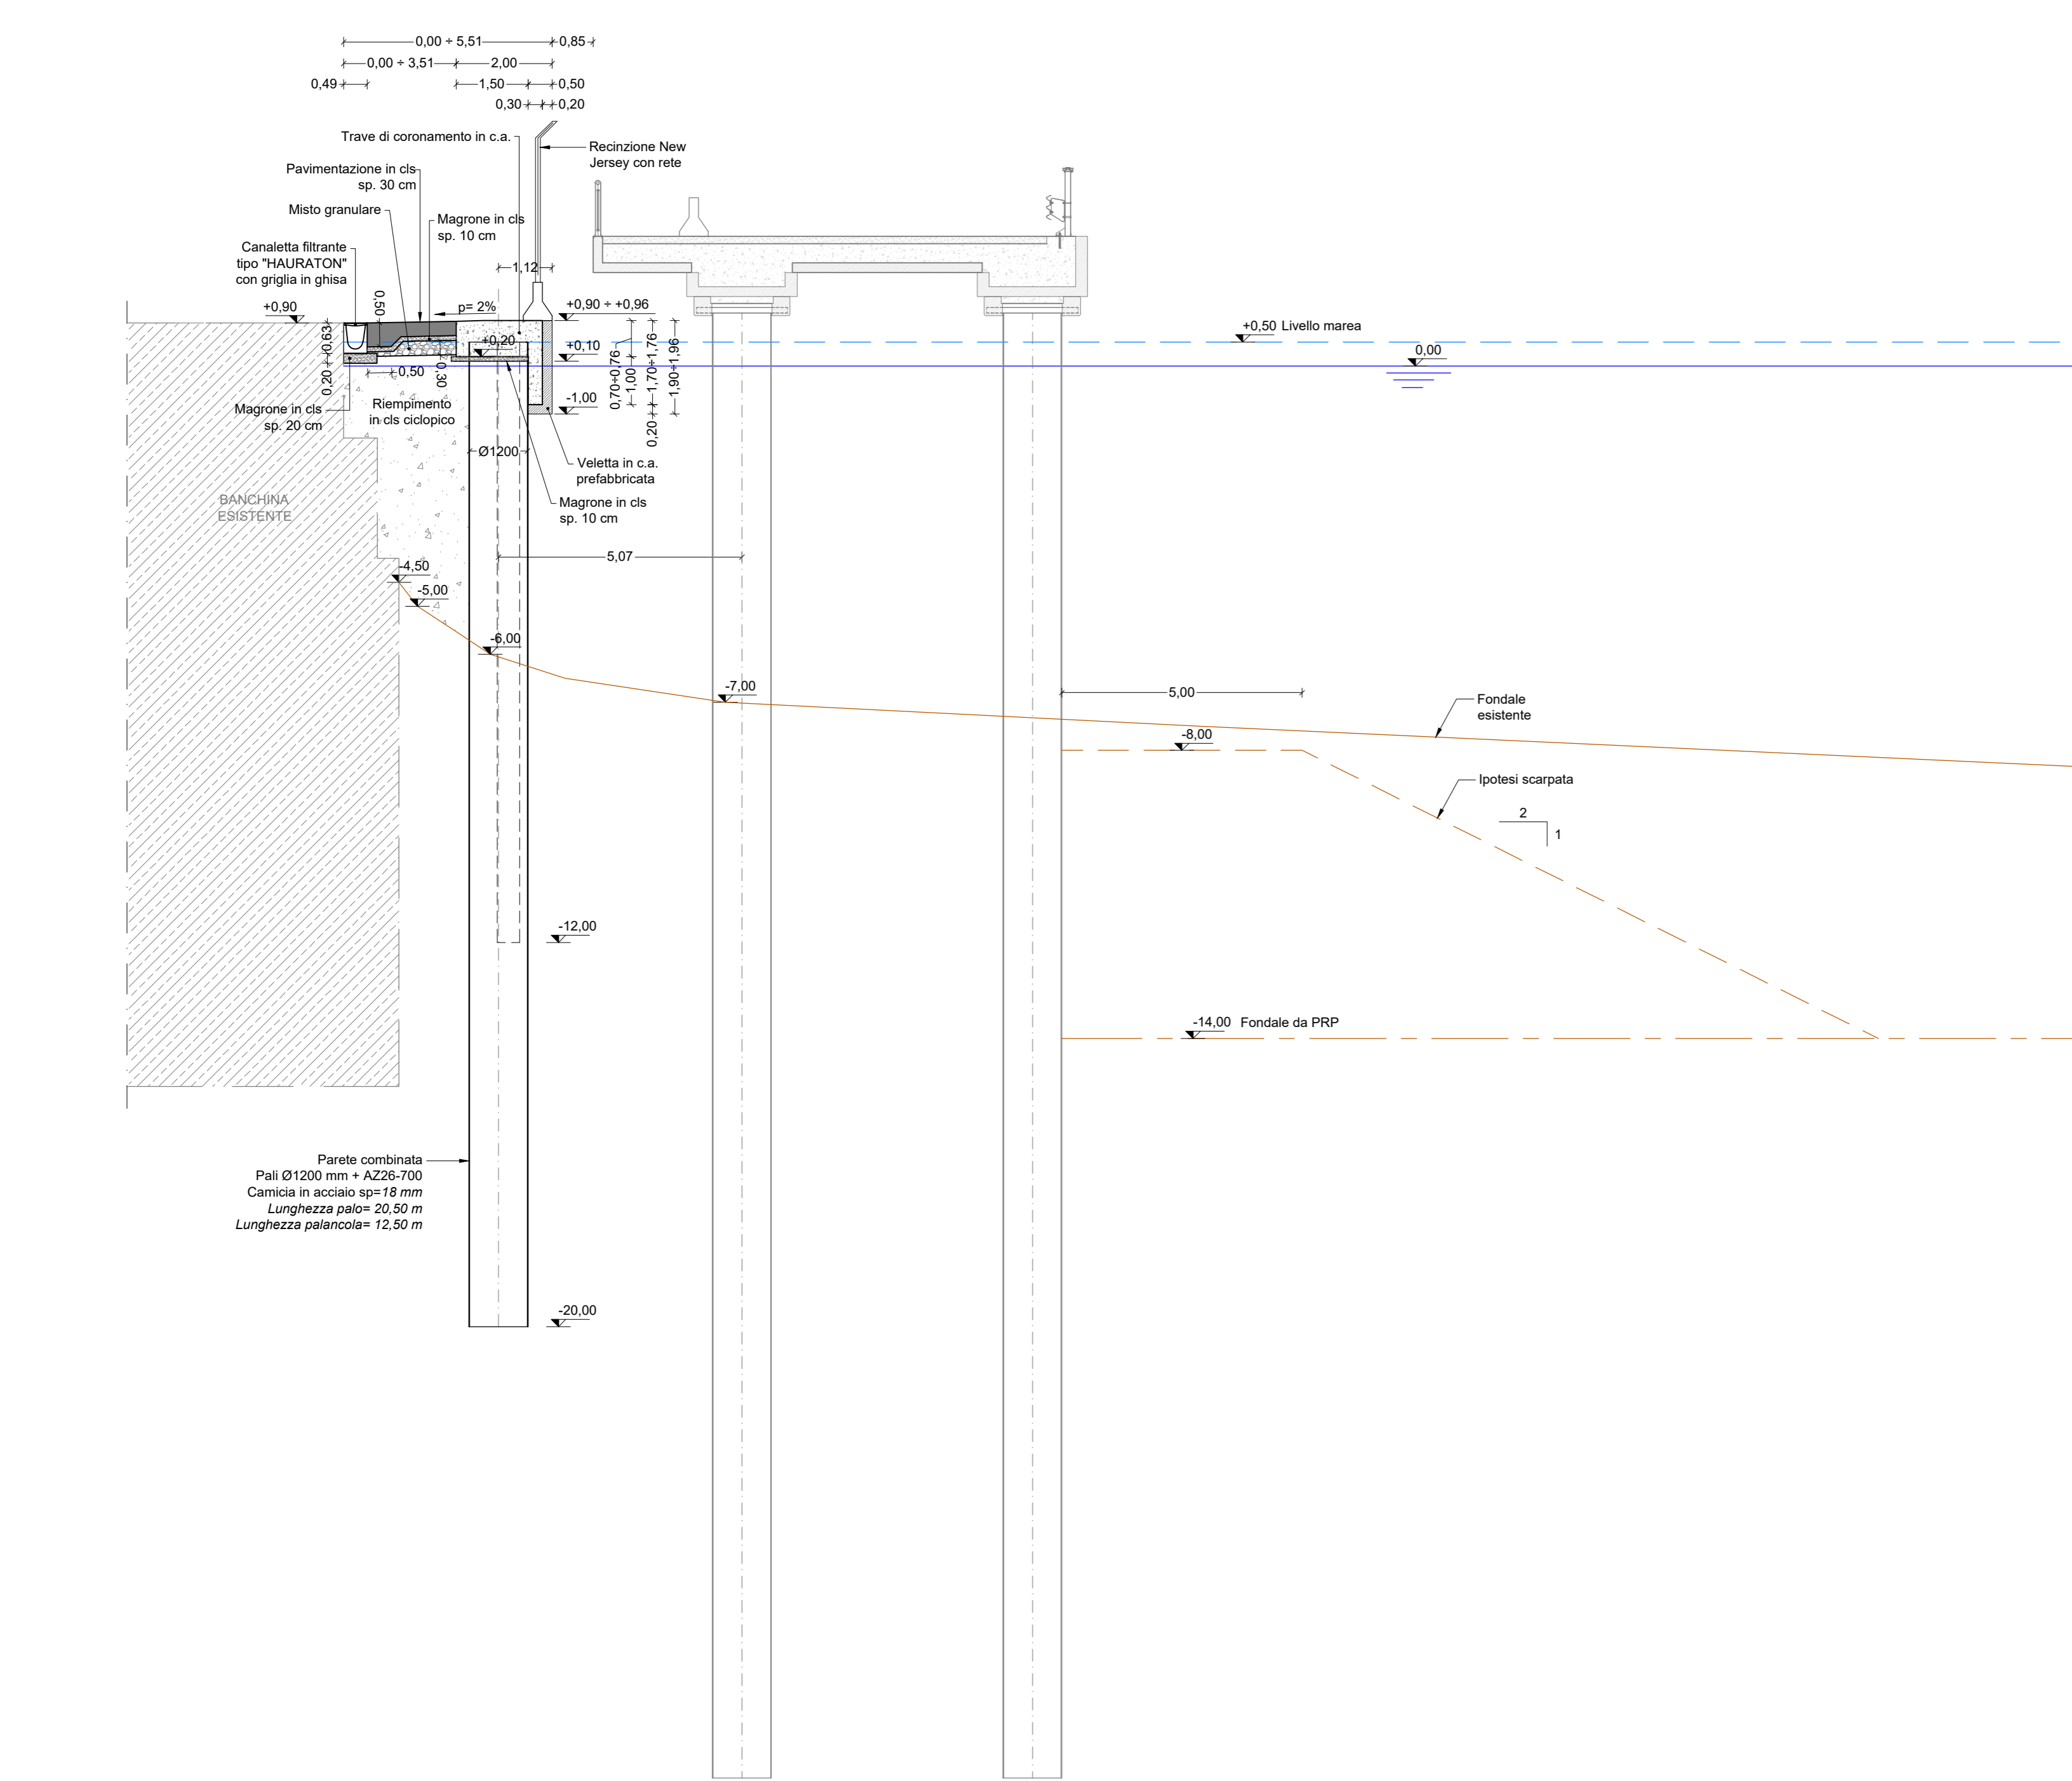 0,00 ÷ 5,51
0,85
0,00 ÷ 3,51
2,00
0,49
1,50
0,50
0,30
0,20
Trave di coronamento in c.a.
Recinzione New
Jersey con rete
Pavimentazione in cls
sp. 30 cm
Misto granulare
Magrone in cls
sp. 10 cm
Canaletta filtrante
tipo "HAURATON"
con griglia in ghisa
1,12
+0,90
0,50
p= 2%
+0,90 ÷ +0,96
0,63
+0,20
+0,10
0,70÷0,76
1,00
1,70÷1,76
1,90÷1,96
+0,50 Livello marea
0,00
0,20
0,50
0,30
-1,00
0,20
Magrone in cls
sp. 20 cm
Riempimento
in cls ciclopico
Ø1200
Veletta in c.a.
prefabbricata
Magrone in cls
sp. 10 cm
BANCHINA
ESISTENTE
5,07
-4,50
-5,00
-6,00
-7,00
5,00
Fondale
esistente
-8,00
Ipotesi scarpata
2
1
-12,00
-14,00 Fondale da PRP
Parete combinata
Pali Ø1200 mm + AZ26-700
Camicia in acciaio sp=18 mm
Lunghezza palo= 20,50 m
Lunghezza palancola= 12,50 m
-20,00